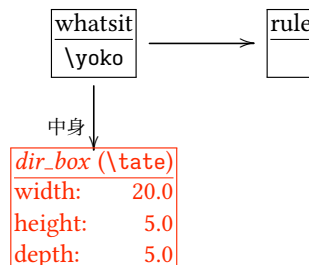 whatsit
\yoko
rule
中身
dir_box (\tate)
width: 20.0
height: 5.0
depth: 5.0